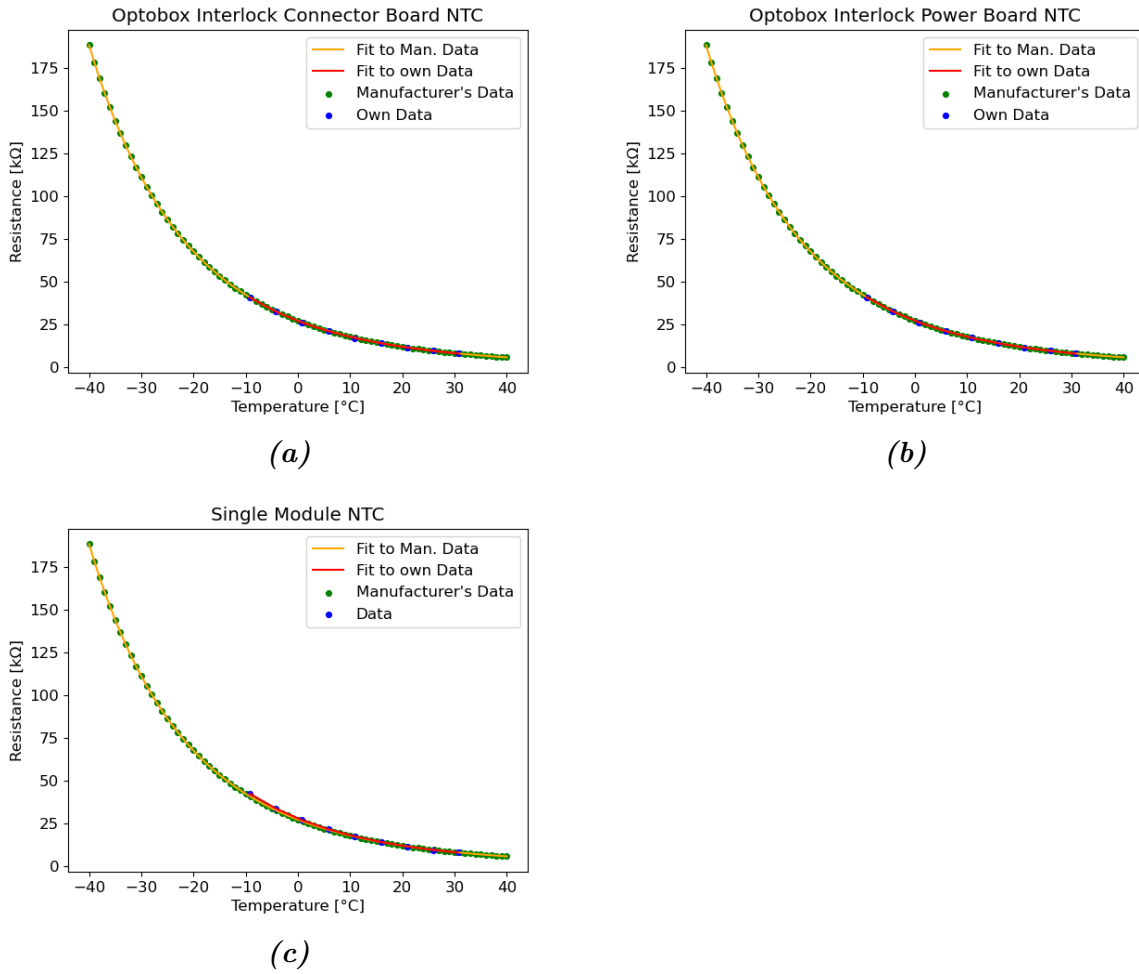 Optobox Interlock Connector Board NTC
Fit to Man. Data
Fit to own Data
Manufacturer's Data
Own Data
175
150
125
100
75
50
25
0
Resistance [kΩ]
−40 −30 −20 −10 0 10 20 30 40
Temperature [°C]
(a)
Optobox Interlock Power Board NTC
Fit to Man. Data
Fit to own Data
Manufacturer's Data
Own Data
175
150
125
100
75
50
25
0
Resistance [kΩ]
−40 −30 −20 −10 0 10 20 30 40
Temperature [°C]
(b)
Single Module NTC
Fit to Man. Data
Fit to own Data
Manufacturer's Data
Data
175
150
125
100
75
50
25
0
Resistance [kΩ]
−40 −30 −20 −10 0 10 20 30 40
Temperature [°C]
(c)